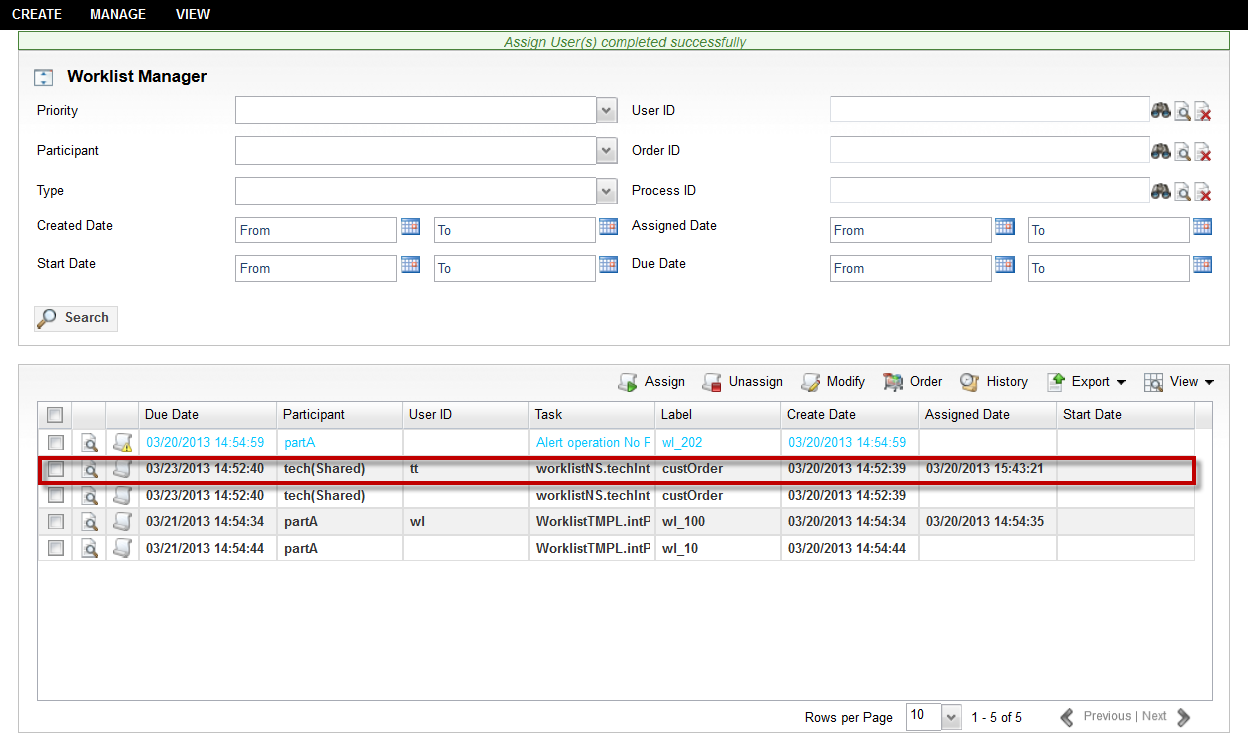 CREATE MANAGE VIEW
Assign User(s) completed successfully
Worklist Manager
Priority User ID
Participant Order ID
Type Process ID
Created Date From To Assigned Date From To
Start Date From To Due Date From To
Search
Assign Unassign Modify Order History Export View
Due Date Participant User ID Task Label Create Date Assigned Date Start Date
03/20/2013 14:54:59 partA Alert operation No F wl_202 03/20/2013 14:54:59
03/23/2013 14:52:40 tech(Shared) tt worklistNS.techInt custOrder 03/20/2013 14:52:39 03/20/2013 15:43:21
03/23/2013 14:52:40 tech(Shared) worklistNS.techInt custOrder 03/20/2013 14:52:39
03/21/2013 14:54:34 partA wl WorklistTMPL.intP wl_100 03/20/2013 14:54:34 03/20/2013 14:54:35
03/21/2013 14:54:44 partA WorklistTMPL.intP wl_10 03/20/2013 14:54:44
Rows per Page 10 1 - 5 of 5 Previous | Next